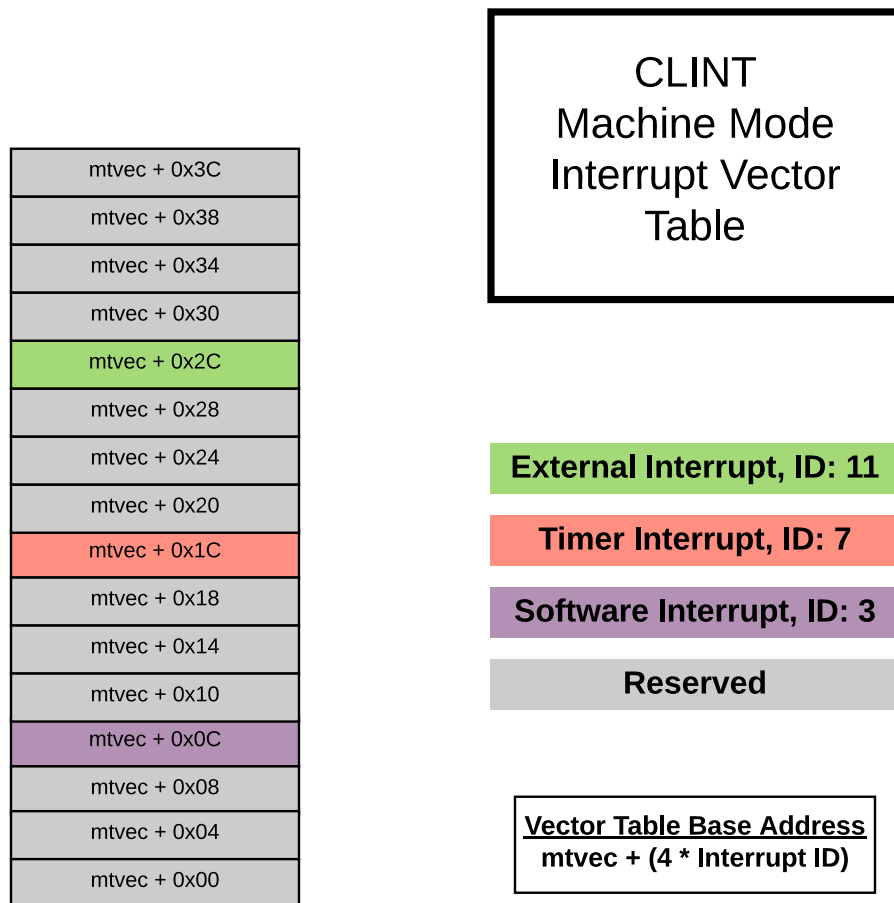 CLINT
Machine Mode
Interrupt Vector
Table
mtvec + 0x3C
mtvec + 0x38
mtvec + 0x34
mtvec + 0x30
mtvec + 0x2C
mtvec + 0x28
mtvec + 0x24
mtvec + 0x20
mtvec + 0x1C
mtvec + 0x18
mtvec + 0x14
mtvec + 0x10
mtvec + 0x0C
mtvec + 0x08
mtvec + 0x04
mtvec + 0x00
External Interrupt, ID: 11
Timer Interrupt, ID: 7
Software Interrupt, ID: 3
Reserved
Vector Table Base Address
mtvec + (4 * Interrupt ID)